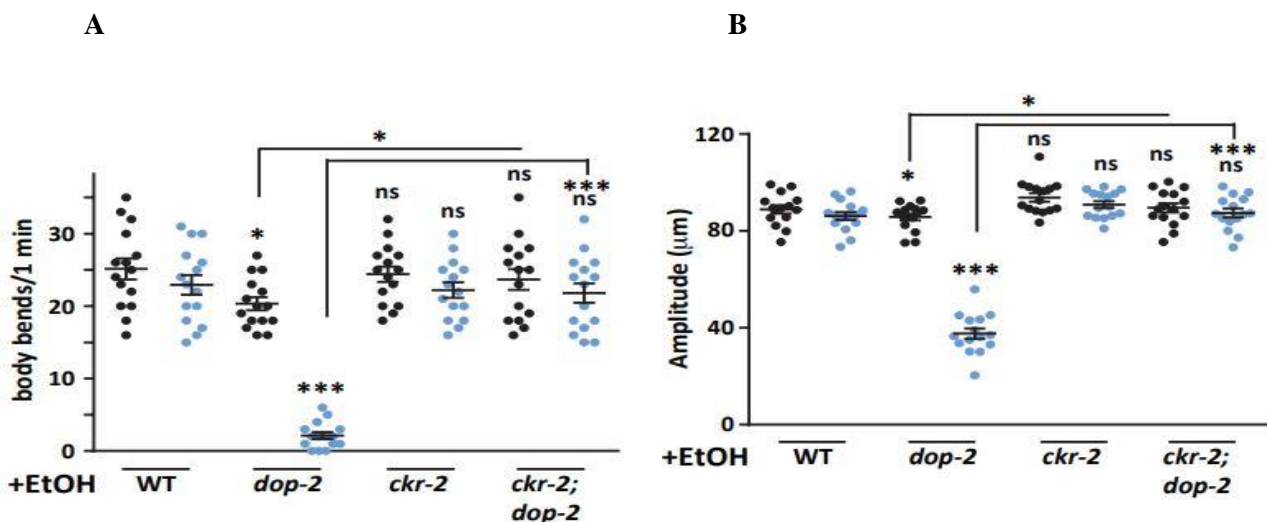 A
B
*
ns
ns
ns
***
ns
*
***
body bends/1 min
30
20
10
0
+EtOH
WT
dop-2
ckr-2
ckr-2;
dop-2
*
ns
ns
ns
***
ns
*
***
Amplitude (μm)
120
80
40
0
+EtOH
WT
dop-2
ckr-2
ckr-2;
dop-2